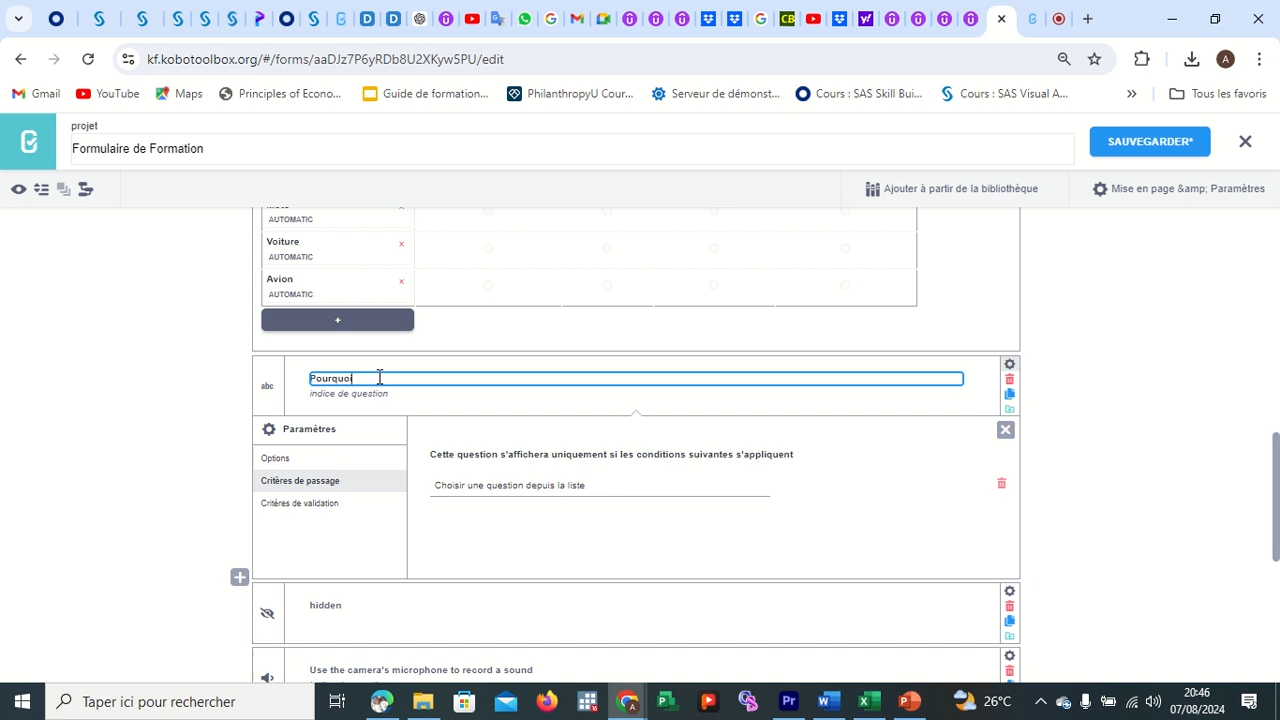 kf.kobotoolbox.org/#/forms/aaDJz7P6yRDb8U2XKyw5PU/edit
A
Gmail
YouTube
Maps
Principles of Econo...
Guide de formation...
PhilanthropyU Cour...
Serveur de démonst...
Cours : SAS Skill Bui...
Cours : SAS Visual A...
»
Tous les favoris
projet
Formulaire de Formation
SAUVEGARDER*
Ajouter à partir de la bibliothèque
Mise en page &amp; Paramètres
AUTOMATIC
Voiture
AUTOMATIC
Avion
AUTOMATIC
+
abc
Pourquoi
indice de question
Paramètres
Options
Critères de passage
Critères de validation
Cette question s'affichera uniquement si les conditions suivantes s'appliquent
Choisir une question depuis la liste
hidden
Use the camera's microphone to record a sound
Taper ici pour rechercher
26°C
20:46
07/08/2024